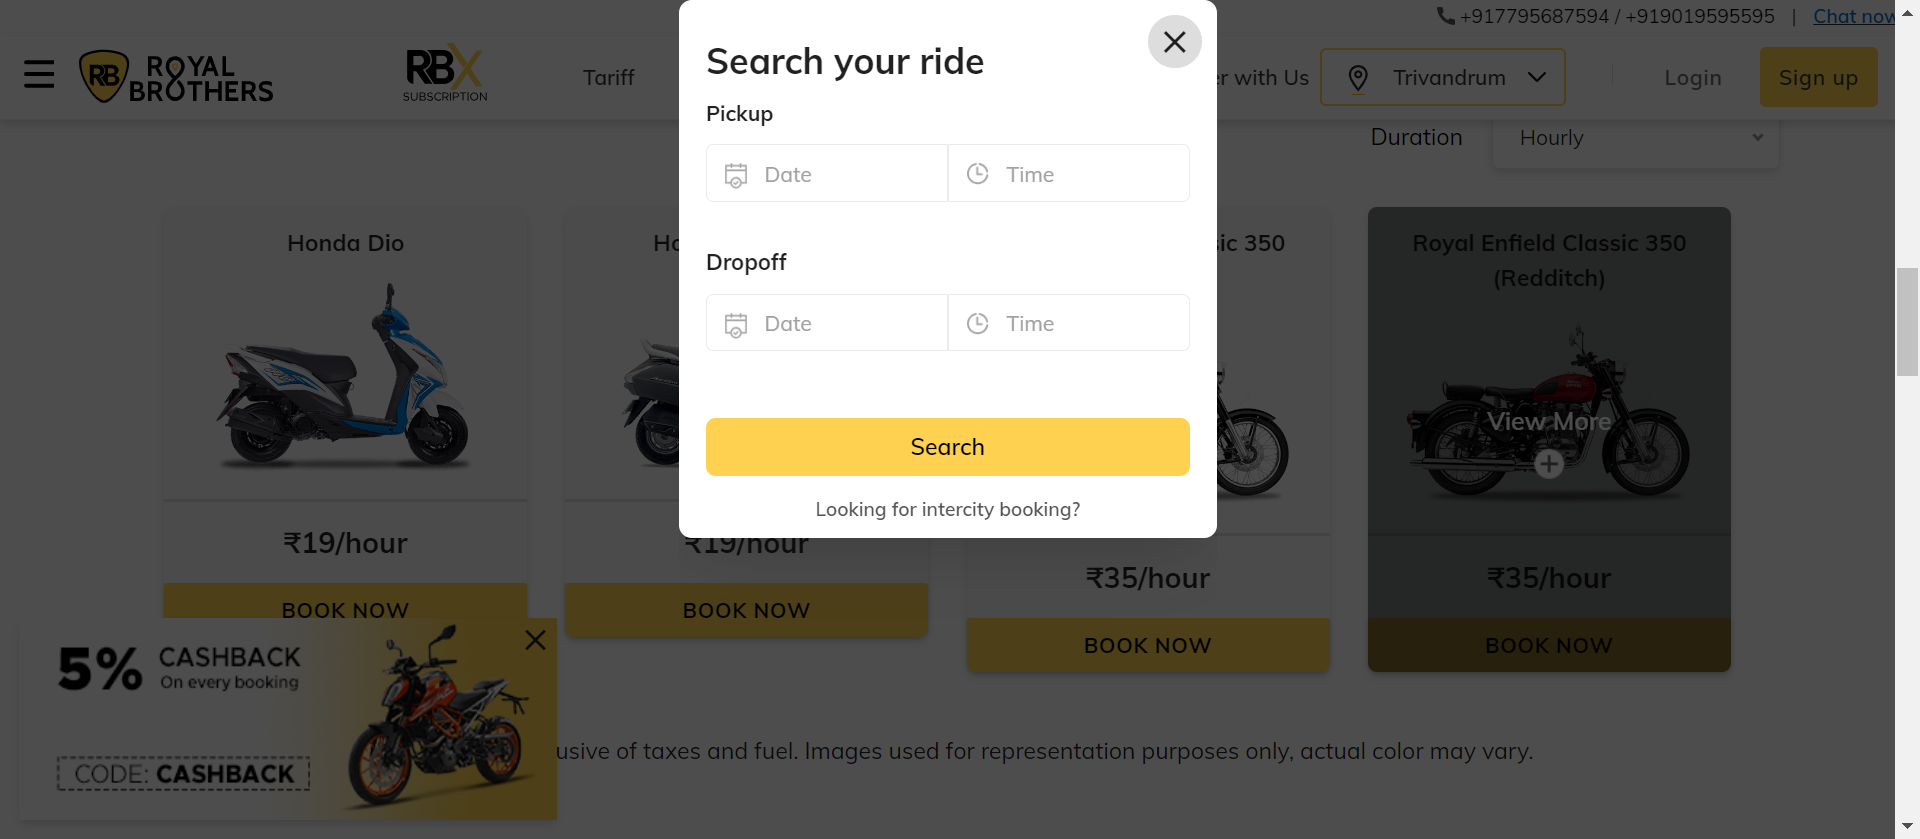 +917795687594 / +919019595595 | Chat now
RB ROYAL BROTHERS
RBX SUBSCRIPTION
Tariff
with Us
Trivandrum
Login
Sign up
Search your ride
Pickup
Date
Time
Dropoff
Date
Time
Search
Looking for intercity booking?
Duration
Hourly
Honda Dio
₹19/hour
BOOK NOW
₹19/hour
BOOK NOW
350
₹35/hour
BOOK NOW
Royal Enfield Classic 350
(Redditch)
View More
₹35/hour
BOOK NOW
5% CASHBACK
On every booking
CODE: CASHBACK
of taxes and fuel. Images used for representation purposes only, actual color may vary.